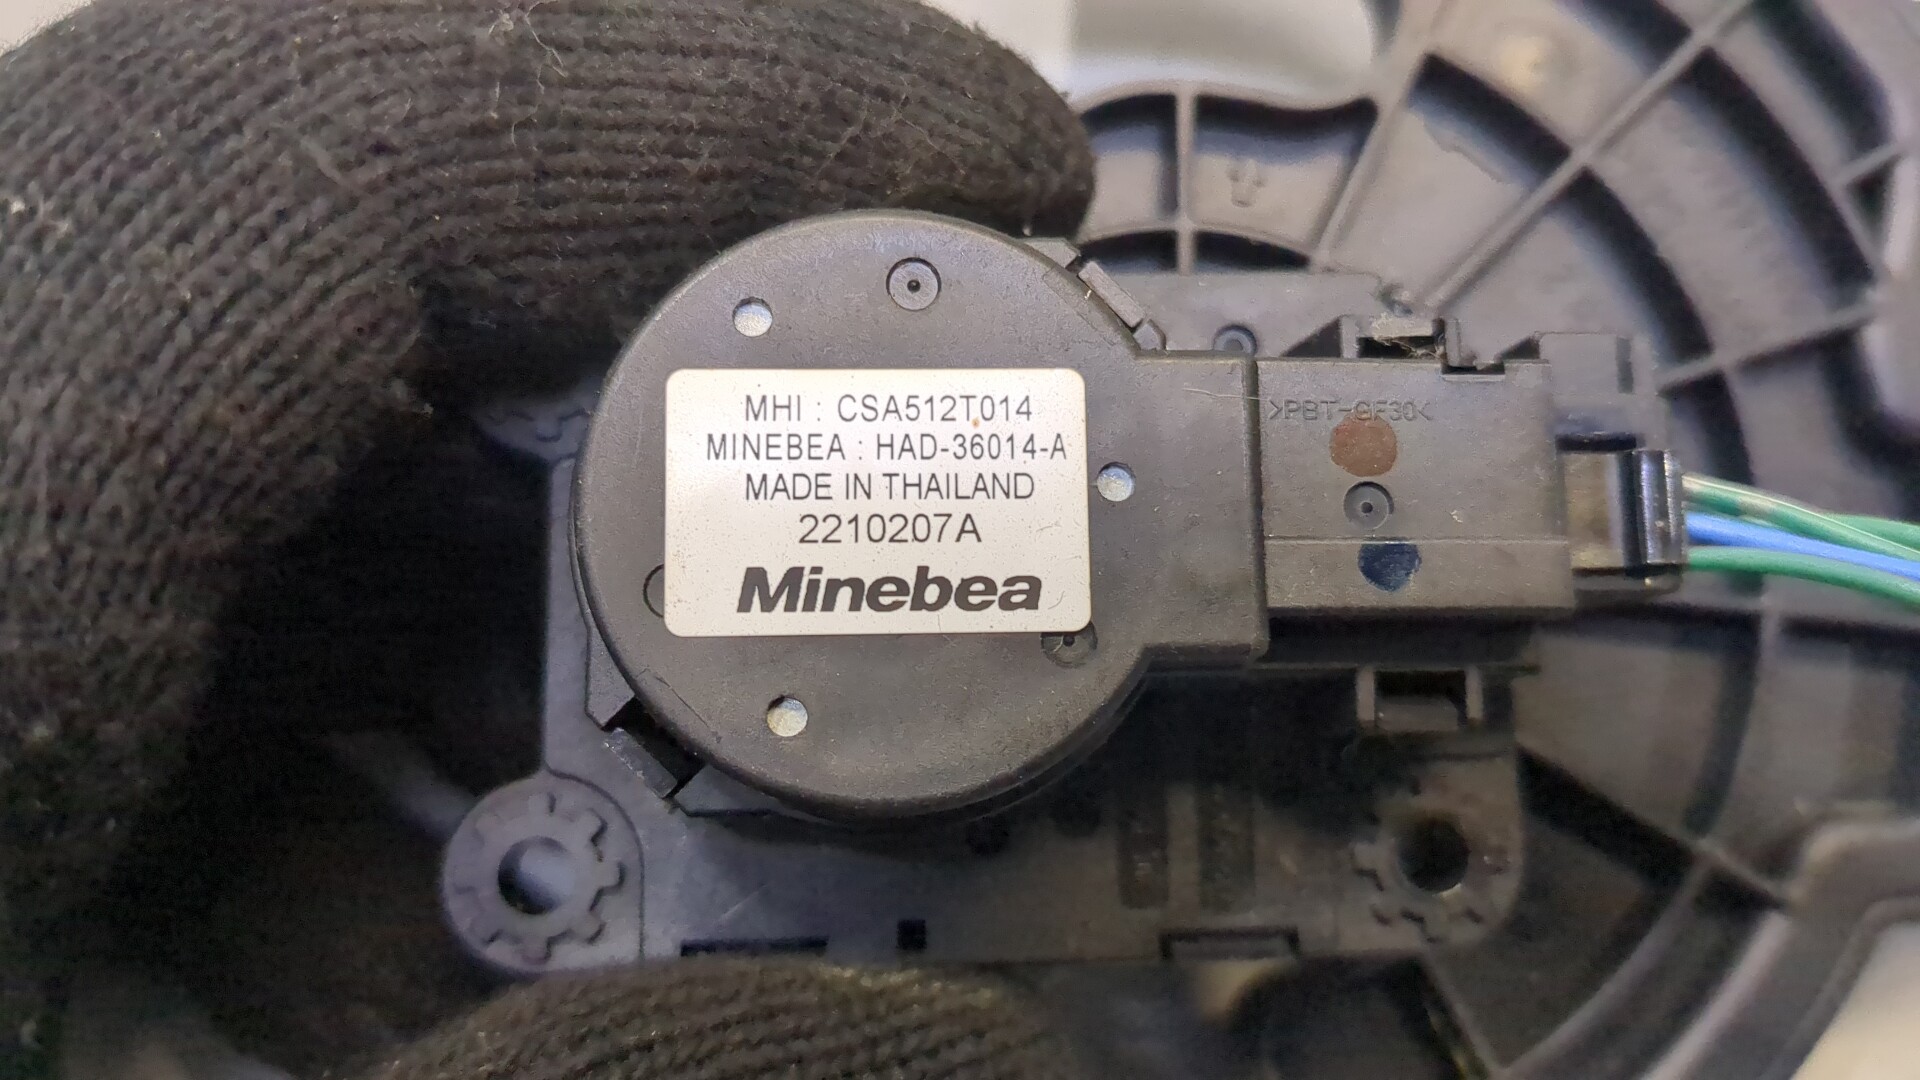 MHI : CSA512T014
MINEBEA : HAD-36014-A
MADE IN THAILAND
2210207A
Minebea
>PBT-GF30<